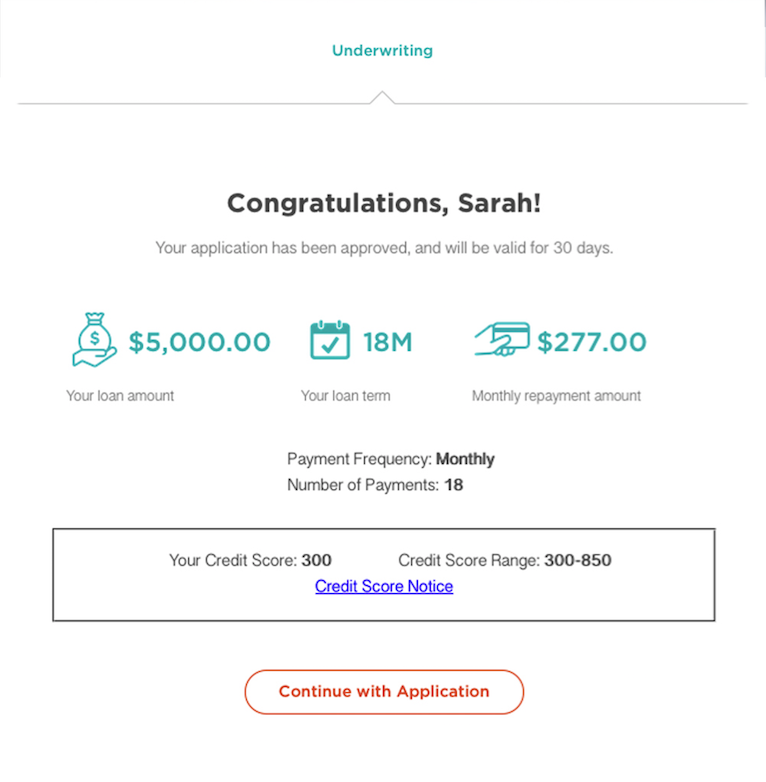 Underwriting
Congratulations, Sarah!
Your application has been approved, and will be valid for 30 days.
$ $5,000.00 18M $277.00
Your loan amount Your loan term Monthly repayment amount
Payment Frequency: Monthly
Number of Payments: 18
Your Credit Score: 300 Credit Score Range: 300-850
Credit Score Notice
Continue with Application